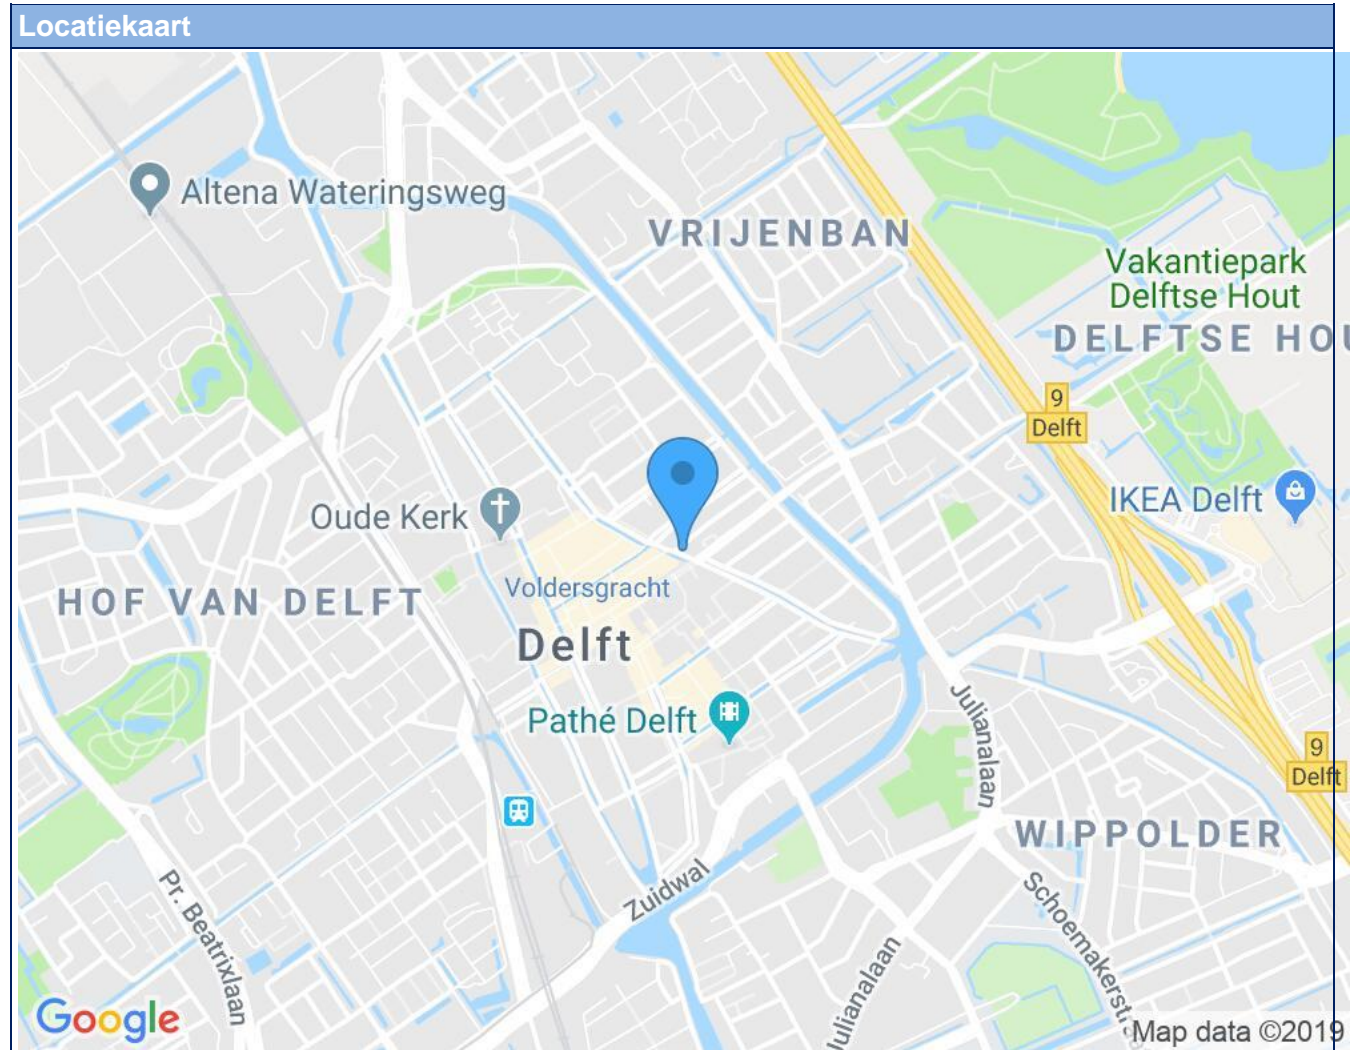 Locatiekaart
Altena Wateringsweg
VRIJENBAN
Vakantiepark
Delftse Hout
DELFTSE HOU
9
Delft
IKEA Delft
Oude Kerk
Voldersgracht
HOF VAN DELFT
Delft
Pathé Delft
Julianalaan
9
Delft
WIPPOLDER
Zuidwal
Pr. Beatrixlaan
Schoemakerstr
Julianalaan
Google
Map data ©2019